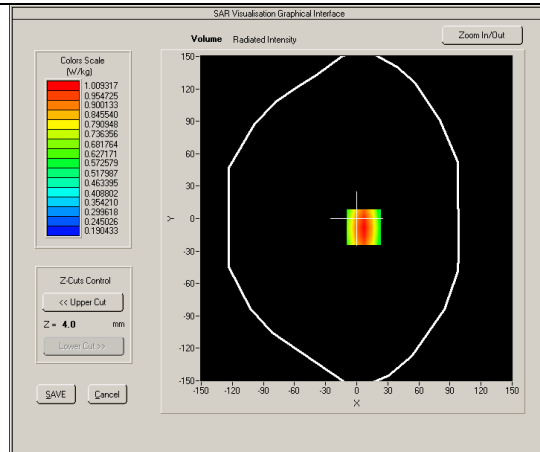 SAR Visualisation Graphical Interface
Volume Radiated Intensity
Zoom In/Out
Colors Scale
(W/kg)
1.009317
0.954725
0.900133
0.845540
0.790948
0.736356
0.681764
0.627171
0.572579
0.517987
0.463395
0.408802
0.354210
0.299618
0.245026
0.190433
Z-Cuts Control
<< Upper Cut
Z = 4.0 mm
Lower Cut >>
SAVE Cancel
150
120
90
60
30
0
-30
-60
-90
-120
-150
Y
-150 -120 -90 -60 -30 0 30 60 90 120 150
X